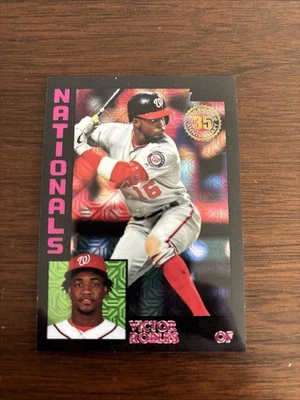 NATIONALS
35
16
W
W
VICTOR
ROBLES
OF